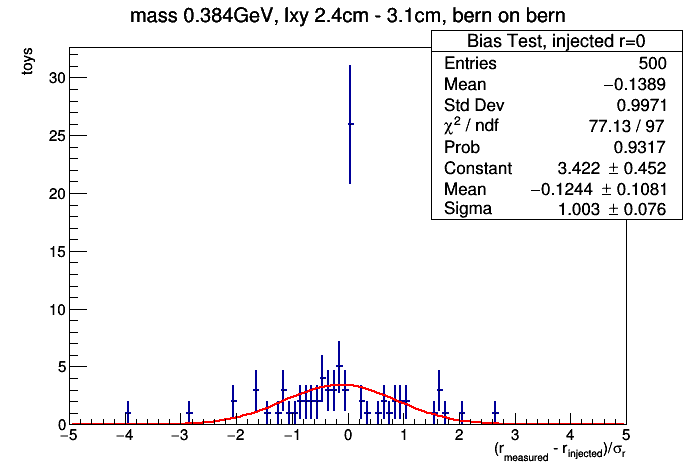 mass 0.384GeV, lxy 2.4cm - 3.1cm, bern on bern
toys
Bias Test, injected r=0
Entries 500
Mean −0.1389
Std Dev 0.9971
χ² / ndf 77.13 / 97
Prob 0.9317
Constant 3.422 ± 0.452
Mean −0.1244 ± 0.1081
Sigma 1.003 ± 0.076
30
25
20
15
10
5
0
−5 −4 −3 −2 −1 0 1 2 3 4 5
(r_measured - r_injected)/σ_r